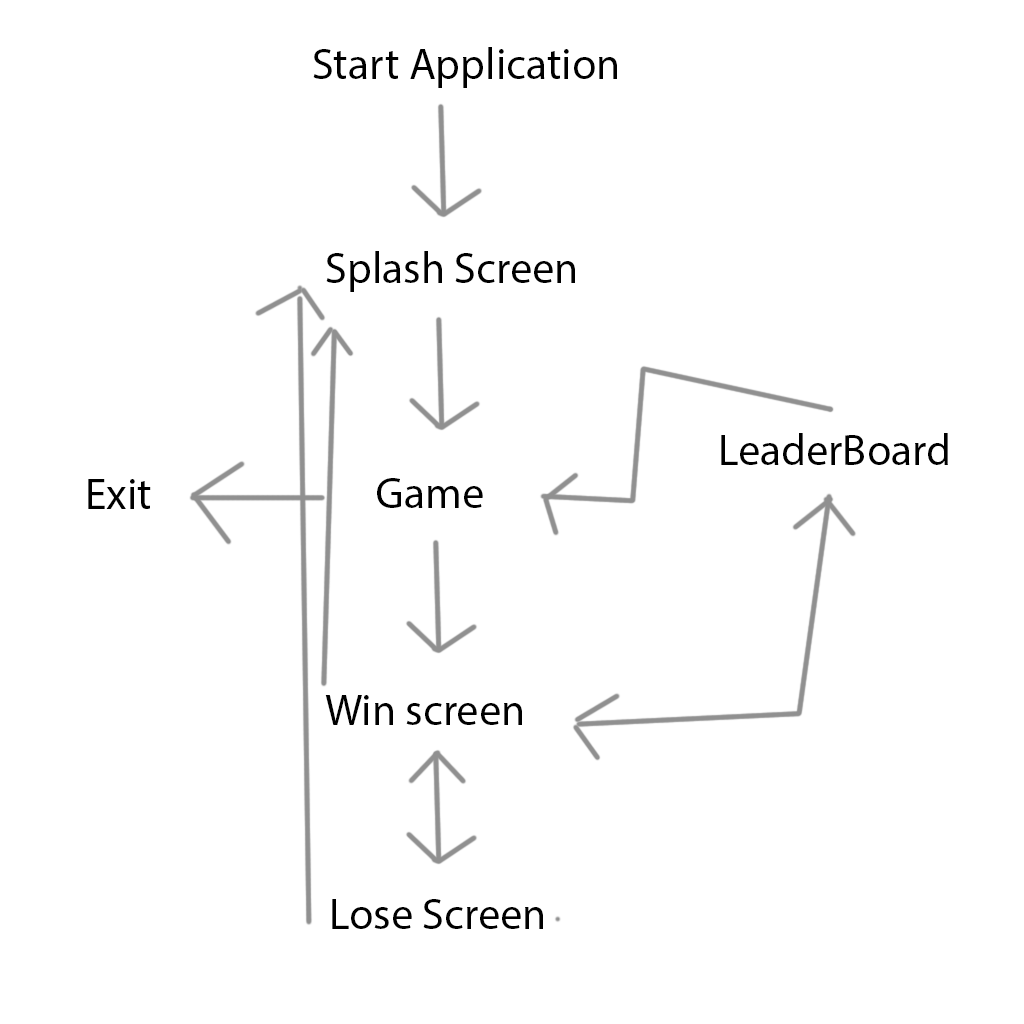 Start Application
Splash Screen
LeaderBoard
Exit
Game
Win screen
Lose Screen